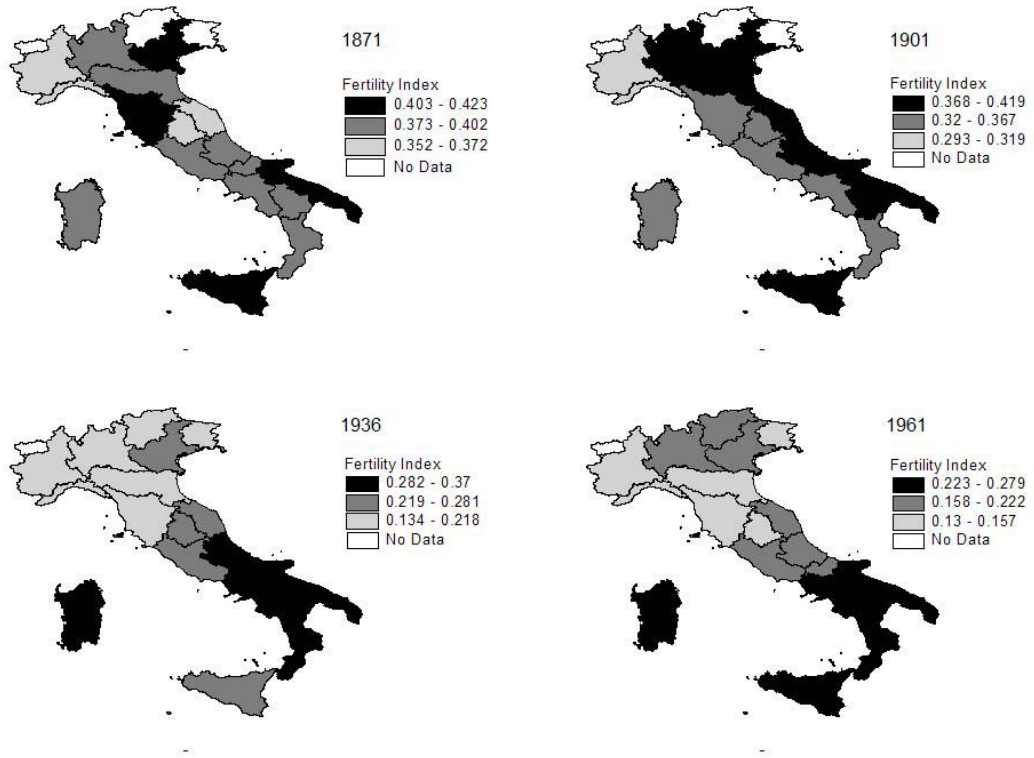 1871
Fertility Index
0.403 - 0.423
0.373 - 0.402
0.352 - 0.372
No Data
1901
Fertility Index
0.368 - 0.419
0.32 - 0.367
0.293 - 0.319
No Data
1936
Fertility Index
0.282 - 0.37
0.219 - 0.281
0.134 - 0.218
No Data
1961
Fertility Index
0.223 - 0.279
0.158 - 0.222
0.13 - 0.157
No Data